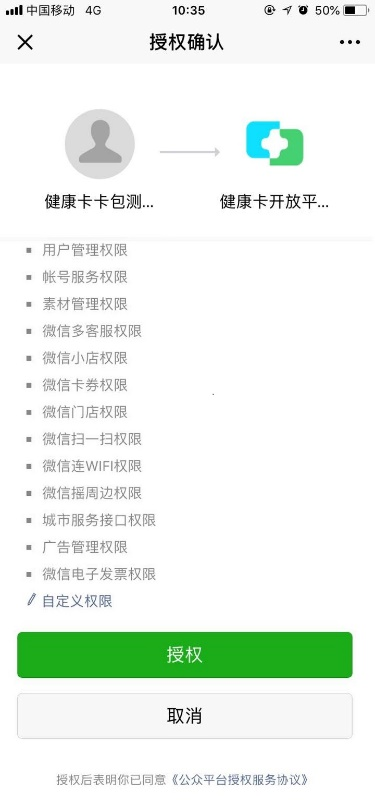 中国移动 4G 10:35 50%
授权确认
健康卡卡包测... 健康卡开放平...
用户管理权限
帐号服务权限
素材管理权限
微信多客服权限
微信小店权限
微信卡券权限
微信门店权限
微信扫一扫权限
微信连WIFI权限
微信摇周边权限
城市服务接口权限
广告管理权限
微信电子发票权限
自定义权限
授权
取消
授权后表明你已同意《公众平台授权服务协议》